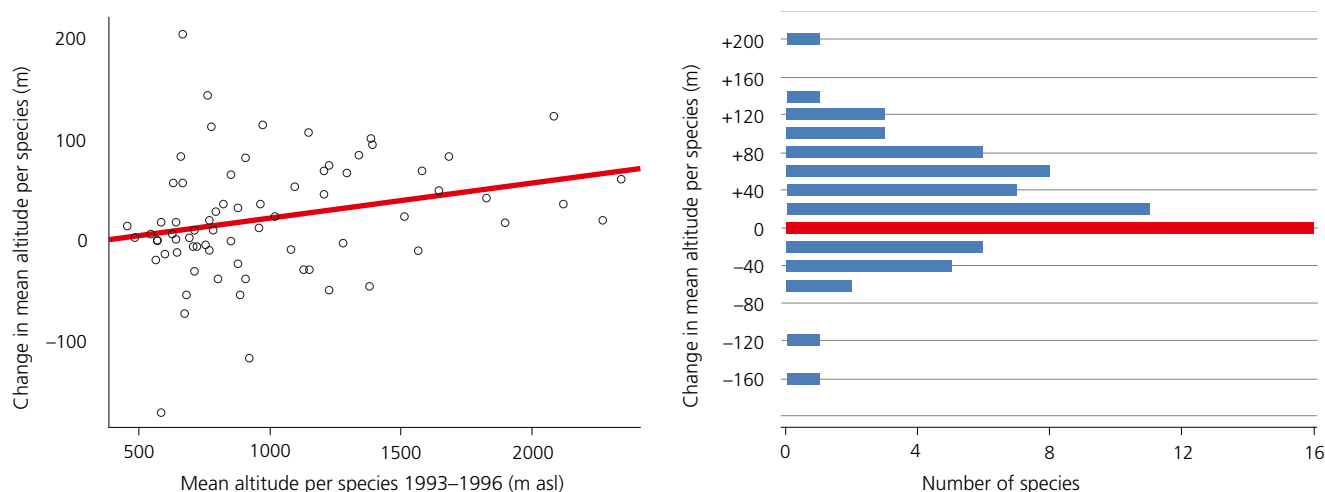 Change in mean altitude per species (m)
200
100
0
−100
500 1000 1500 2000
Mean altitude per species 1993–1996 (m asl)
Change in mean altitude per species (m)
+200
+160
+120
+80
+40
0
−40
−80
−120
−160
0 4 8 12 16
Number of species